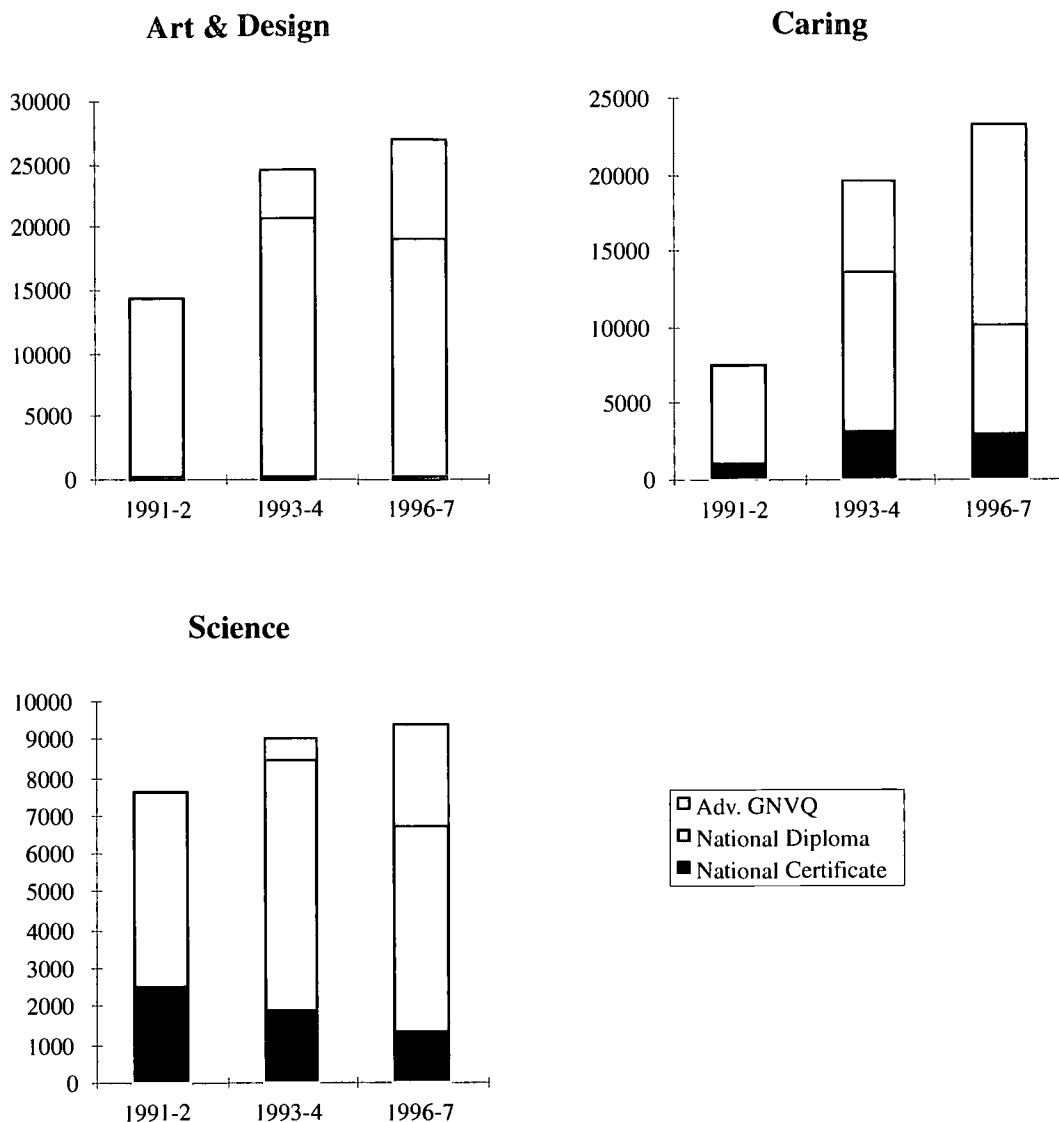 Art & Design
30000
25000
20000
15000
10000
5000
0
1991-2 1993-4 1996-7
Caring
25000
20000
15000
10000
5000
0
1991-2 1993-4 1996-7
Science
10000
9000
8000
7000
6000
5000
4000
3000
2000
1000
0
1991-2 1993-4 1996-7
Adv. GNVQ
National Diploma
National Certificate